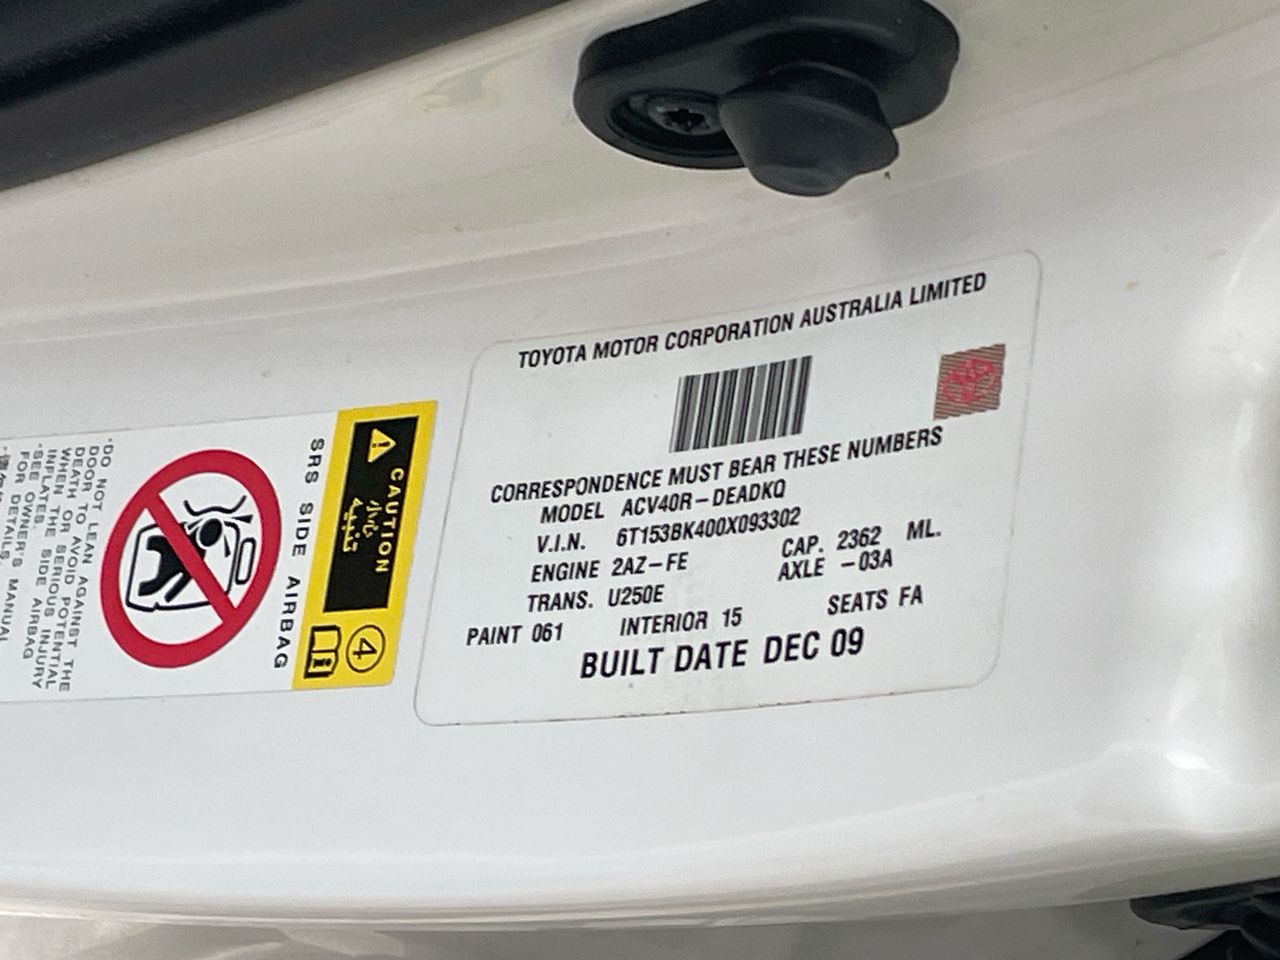 TOYOTA MOTOR CORPORATION AUSTRALIA LIMITED
CORRESPONDENCE MUST BEAR THESE NUMBERS
MODEL ACV40R-DEADKQ
V.I.N. 6T153BK400X093302
ENGINE 2AZ-FE CAP. 2362 ML.
TRANS. U250E AXLE -03A
PAINT 061 INTERIOR 15 SEATS FA
BUILT DATE DEC 09
CAUTION
4
SRS SIDE AIRBAG
·DO NOT LEAN AGAINST THE
DOOR TO AVOID POTENTIAL
DEATH OR SERIOUS INJURY
WHEN THE SIDE AIRBAG
INFLATES.
·SEE OWNER'S MANUAL
FOR DETAILS.